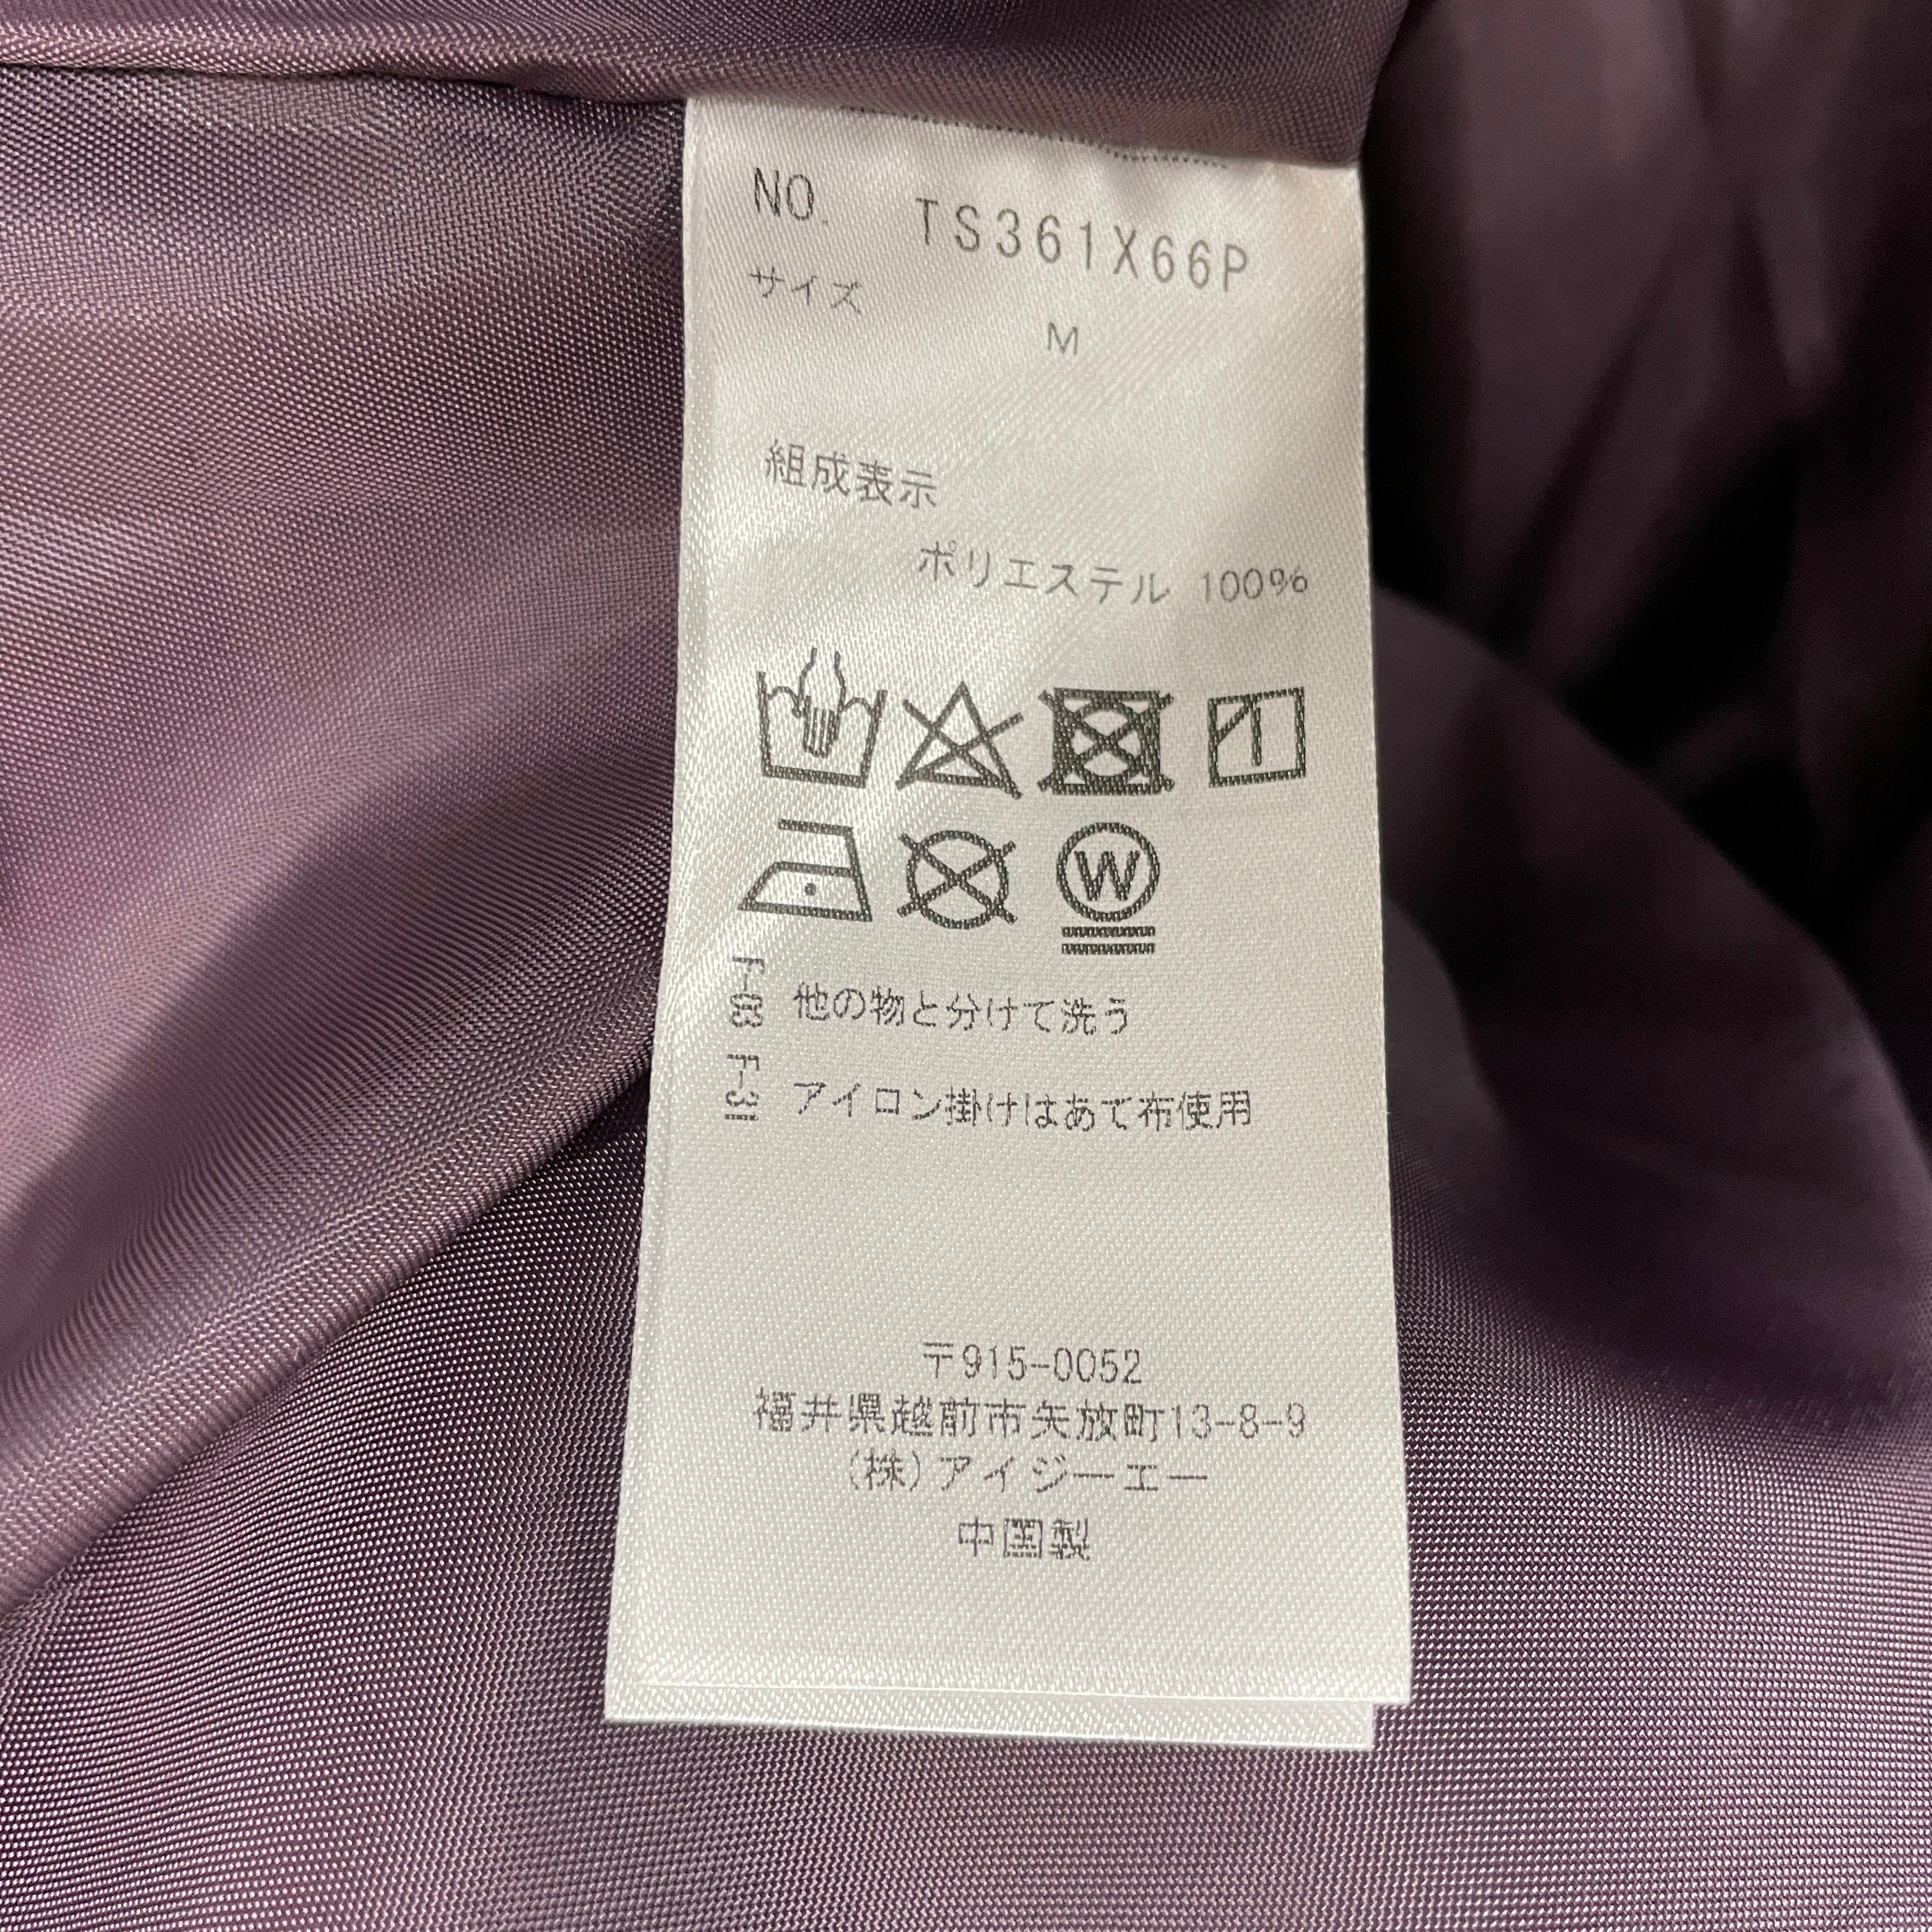 NO. TS361X66P
サイズ
M
組成表示
ポリエステル 100%
W
F-03 他の物と分けて洗う
F-31 アイロン掛けはあて布使用
〒915-0052
福井県越前市矢放町13-8-9
(株)アイジーエー
中国製